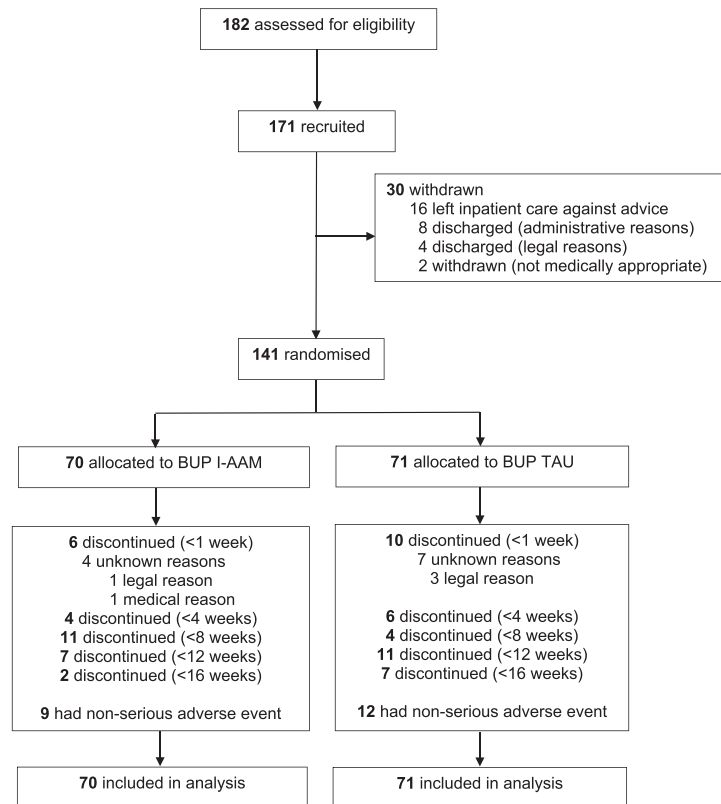 182 assessed for eligibility
171 recruited
30 withdrawn
16 left inpatient care against advice
8 discharged (administrative reasons)
4 discharged (legal reasons)
2 withdrawn (not medically appropriate)
141 randomised
70 allocated to BUP I-AAM
71 allocated to BUP TAU
6 discontinued (<1 week)
4 unknown reasons
1 legal reason
1 medical reason
4 discontinued (<4 weeks)
11 discontinued (<8 weeks)
7 discontinued (<12 weeks)
2 discontinued (<16 weeks)
9 had non-serious adverse event
10 discontinued (<1 week)
7 unknown reasons
3 legal reason
6 discontinued (<4 weeks)
4 discontinued (<8 weeks)
11 discontinued (<12 weeks)
7 discontinued (<16 weeks)
12 had non-serious adverse event
70 included in analysis
71 included in analysis